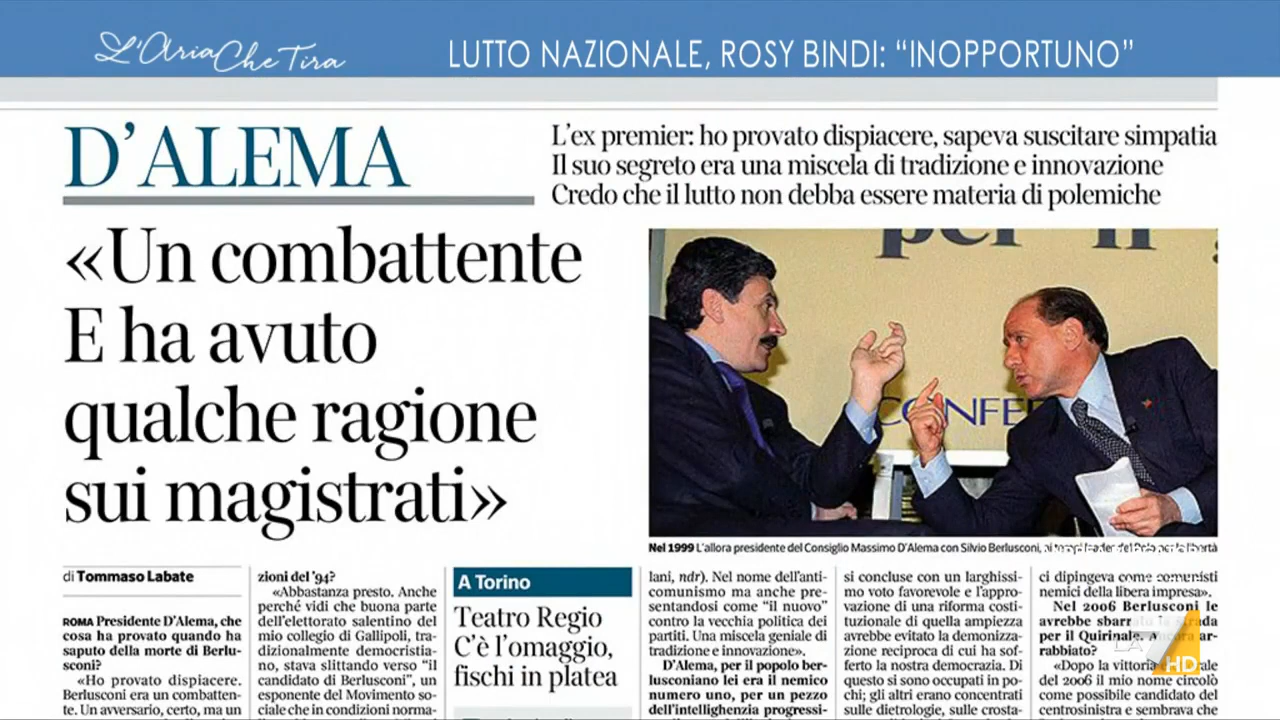 L'Aria Che Tira
LUTTO NAZIONALE, ROSY BINDI: “INOPPORTUNO”
D’ALEMA
L’ex premier: ho provato dispiacere, sapeva suscitare simpatia
Il suo segreto era una miscela di tradizione e innovazione
Credo che il lutto non debba essere materia di polemiche
«Un combattente
E ha avuto
qualche ragione
sui magistrati»
per il
CONFE
Nel 1999 L’allora presidente del Consiglio Massimo D’Alema con Silvio Berlusconi,
di Tommaso Labate
ROMA Presidente D’Alema, che
cosa ha provato quando ha
saputo della morte di Berlu-
sconi?
«Ho provato dispiacere.
Berlusconi era un combatten-
te. Un avversario, certo, ma un
zioni del ’94?
«Abbastanza presto. Anche
perché vidi che buona parte
dell’elettorato salentino del
mio collegio di Gallipoli, tra-
dizionalmente democristia-
no, stava slittando verso “il
candidato di Berlusconi”, un
esponente del Movimento so-
ciale che in condizioni norma-
A Torino
Teatro Regio
C’è l’omaggio,
fischi in platea
lani, ndr). Nel nome dell’anti-
comunismo ma anche pre-
sentandosi come “il nuovo”
contro la vecchia politica dei
partiti. Una miscela geniale di
tradizione e innovazione».
D’Alema, per il popolo ber-
lusconiano lei era il nemico
numero uno, per un pezzo
dell’intellighenzia progressi-
si concluse con un larghissi-
mo voto favorevole e l’appro-
vazione di una riforma costi-
tuzionale di quella ampiezza
avrebbe evitato la demonizza-
zione reciproca di cui ha sof-
ferto la nostra democrazia. Di
questo si sono occupati in po-
chi; gli altri erano concentrati
sulle dietrologie, sulle crosta-
ci dipingeva come comunisti
nemici della libera impresa».
Nel 2006 Berlusconi le
avrebbe sbarrato la strada
per il Quirinale. Ancora ar-
rabbiato?
«Dopo la vittoria
del 2006 il mio nome circolò
come possibile candidato del
centrosinistra e sembrava che
LA 7 HD